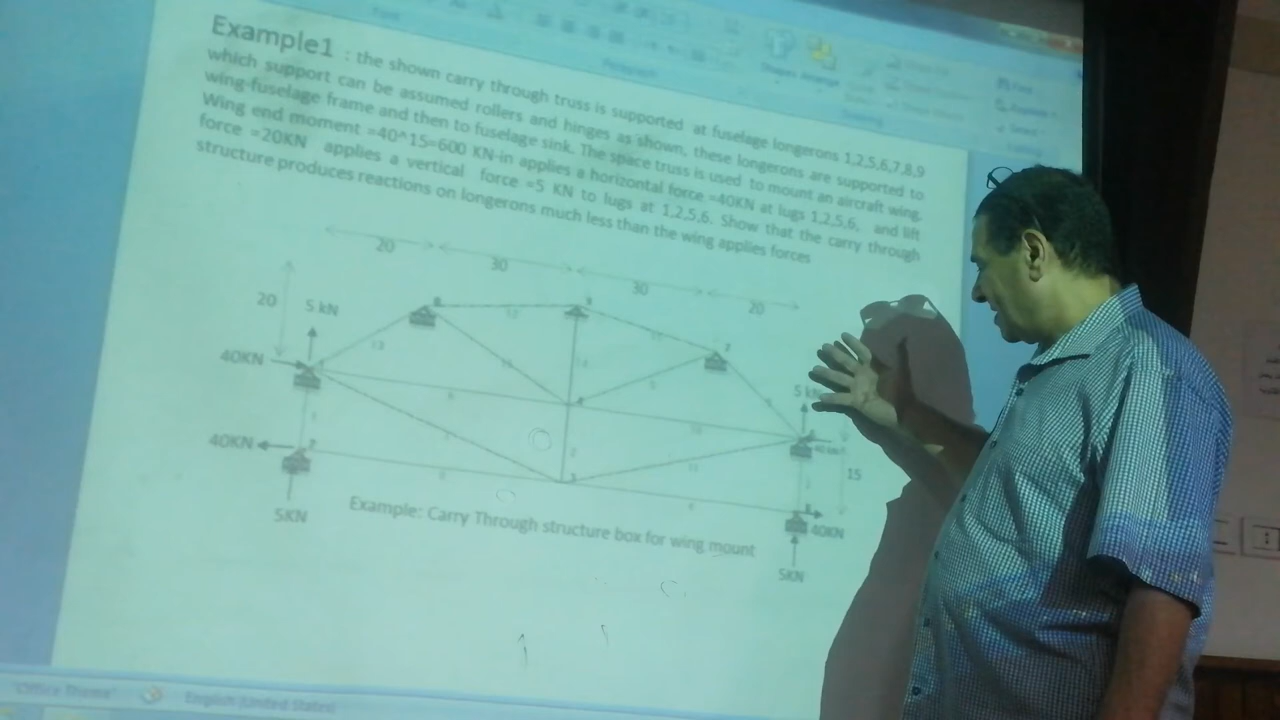 Example1 : the shown carry through truss is supported at fuselage longerons 1,2,5,6,7,8,9
which support can be assumed rollers and hinges as shown, these longerons are supported to
wing-fuselage frame and then to fuselage sink. The space truss is used to mount an aircraft wing.
Wing end moment =40^15=600 KN-in applies a horizontal force =40KN at lugs 1,2,5,6, and lift
force =20KN applies a vertical force =5 KN to lugs at 1,2,5,6. Show that the carry through
structure produces reactions on longerons much less than the wing applies forces
20 30 30 20
20 5 kN
40KN
40KN
15
5KN
40KN
5KN
Example: Carry Through structure box for wing mount
"Office Theme" English (United States)